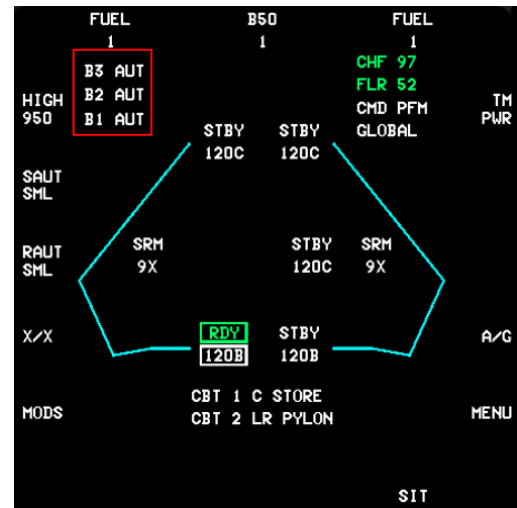 FUEL B50 FUEL
1 1 1
B3 AUT CHF 97
B2 AUT FLR 52
B1 AUT CMD PFM
GLOBAL
HIGH
950
TM
PWR
STBY STBY
120C 120C
SAUT
SML
RAUT
SML
SRM STBY SRM
9X 120C 9X
X/X RDY STBY A/G
120B 120B
CBT 1 C STORE
CBT 2 LR PYLON
MODS MENU
SIT